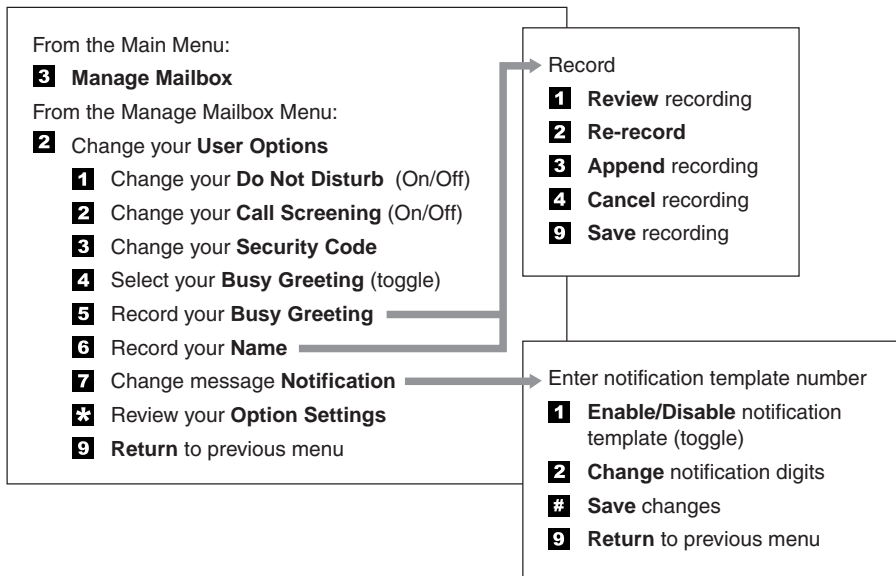 From the Main Menu:
3 Manage Mailbox
From the Manage Mailbox Menu:
2 Change your User Options
1 Change your Do Not Disturb (On/Off)
2 Change your Call Screening (On/Off)
3 Change your Security Code
4 Select your Busy Greeting (toggle)
5 Record your Busy Greeting
6 Record your Name
7 Change message Notification
* Review your Option Settings
9 Return to previous menu
Record
1 Review recording
2 Re-record
3 Append recording
4 Cancel recording
9 Save recording
Enter notification template number
1 Enable/Disable notification
template (toggle)
2 Change notification digits
# Save changes
9 Return to previous menu